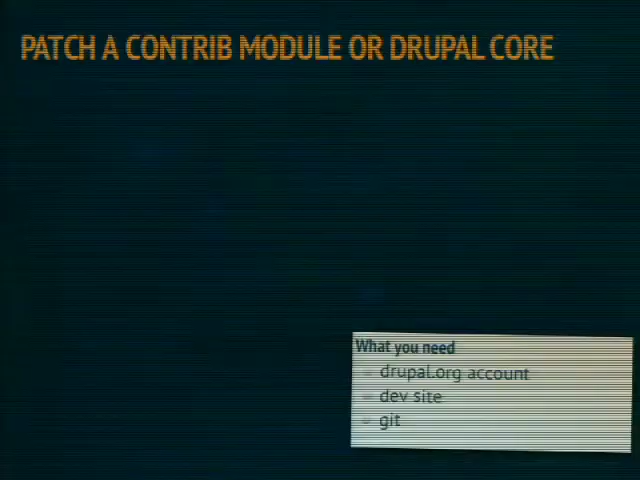 PATCH A CONTRIB MODULE OR DRUPAL CORE
What you need
drupal.org account
dev site
git